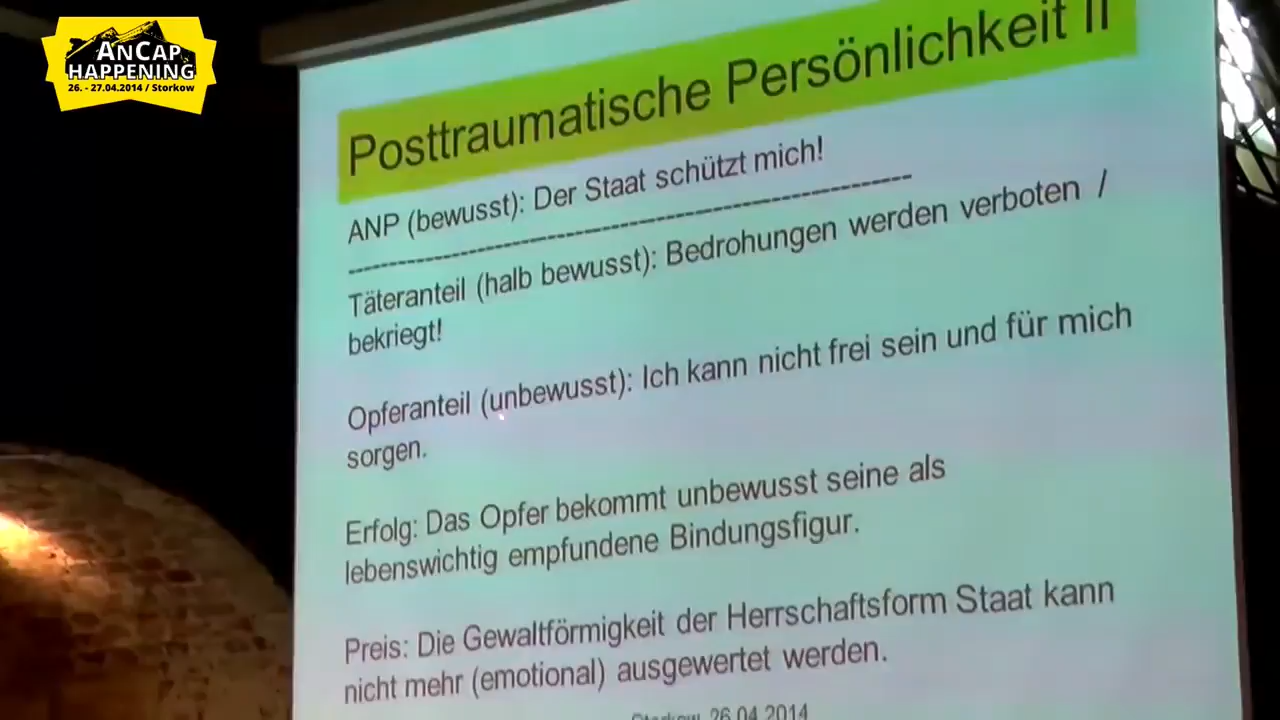 ANCAP
HAPPENING
26. - 27.04.2014 / Storkow
Posttraumatische Persönlichkeit II
ANP (bewusst): Der Staat schützt mich!
--------------------------------------------------------------------
Täteranteil (halb bewusst): Bedrohungen werden verboten /
bekriegt!
Opferanteil (unbewusst): Ich kann nicht frei sein und für mich
sorgen.
Erfolg: Das Opfer bekommt unbewusst seine als
lebenswichtig empfundene Bindungsfigur.
Preis: Die Gewaltförmigkeit der Herrschaftsform Staat kann
nicht mehr (emotional) ausgewertet werden.
Storkow, 26.04.2014